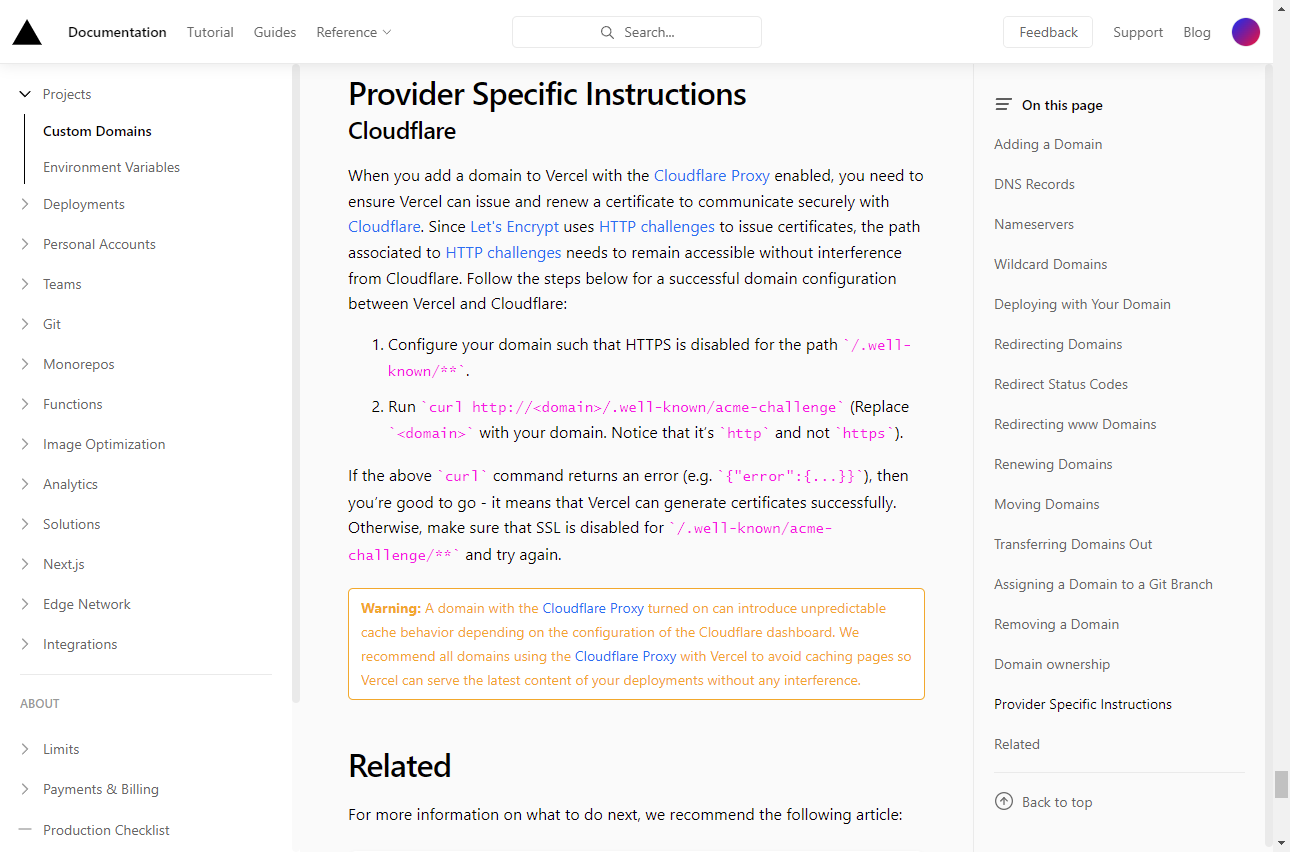 Documentation
Tutorial
Guides
Reference
Search...
Feedback
Support
Blog
Projects
Custom Domains
Environment Variables
Deployments
Personal Accounts
Teams
Git
Monorepos
Functions
Image Optimization
Analytics
Solutions
Next.js
Edge Network
Integrations
ABOUT
Limits
Payments & Billing
Production Checklist
Provider Specific Instructions
Cloudflare
When you add a domain to Vercel with the Cloudflare Proxy enabled, you need to
ensure Vercel can issue and renew a certificate to communicate securely with
Cloudflare. Since Let's Encrypt uses HTTP challenges to issue certificates, the path
associated to HTTP challenges needs to remain accessible without interference
from Cloudflare. Follow the steps below for a successful domain configuration
between Vercel and Cloudflare:
1. Configure your domain such that HTTPS is disabled for the path `/.well-
known/**`.
2. Run `curl http://<domain>/.well-known/acme-challenge` (Replace
`<domain>` with your domain. Notice that it’s `http` and not `https`).
If the above `curl` command returns an error (e.g. `{"error":{...}}`), then
you’re good to go - it means that Vercel can generate certificates successfully.
Otherwise, make sure that SSL is disabled for `/.well-known/acme-
challenge/**` and try again.
Warning: A domain with the Cloudflare Proxy turned on can introduce unpredictable
cache behavior depending on the configuration of the Cloudflare dashboard. We
recommend all domains using the Cloudflare Proxy with Vercel to avoid caching pages so
Vercel can serve the latest content of your deployments without any interference.
Related
For more information on what to do next, we recommend the following article:
On this page
Adding a Domain
DNS Records
Nameservers
Wildcard Domains
Deploying with Your Domain
Redirecting Domains
Redirect Status Codes
Redirecting www Domains
Renewing Domains
Moving Domains
Transferring Domains Out
Assigning a Domain to a Git Branch
Removing a Domain
Domain ownership
Provider Specific Instructions
Related
Back to top